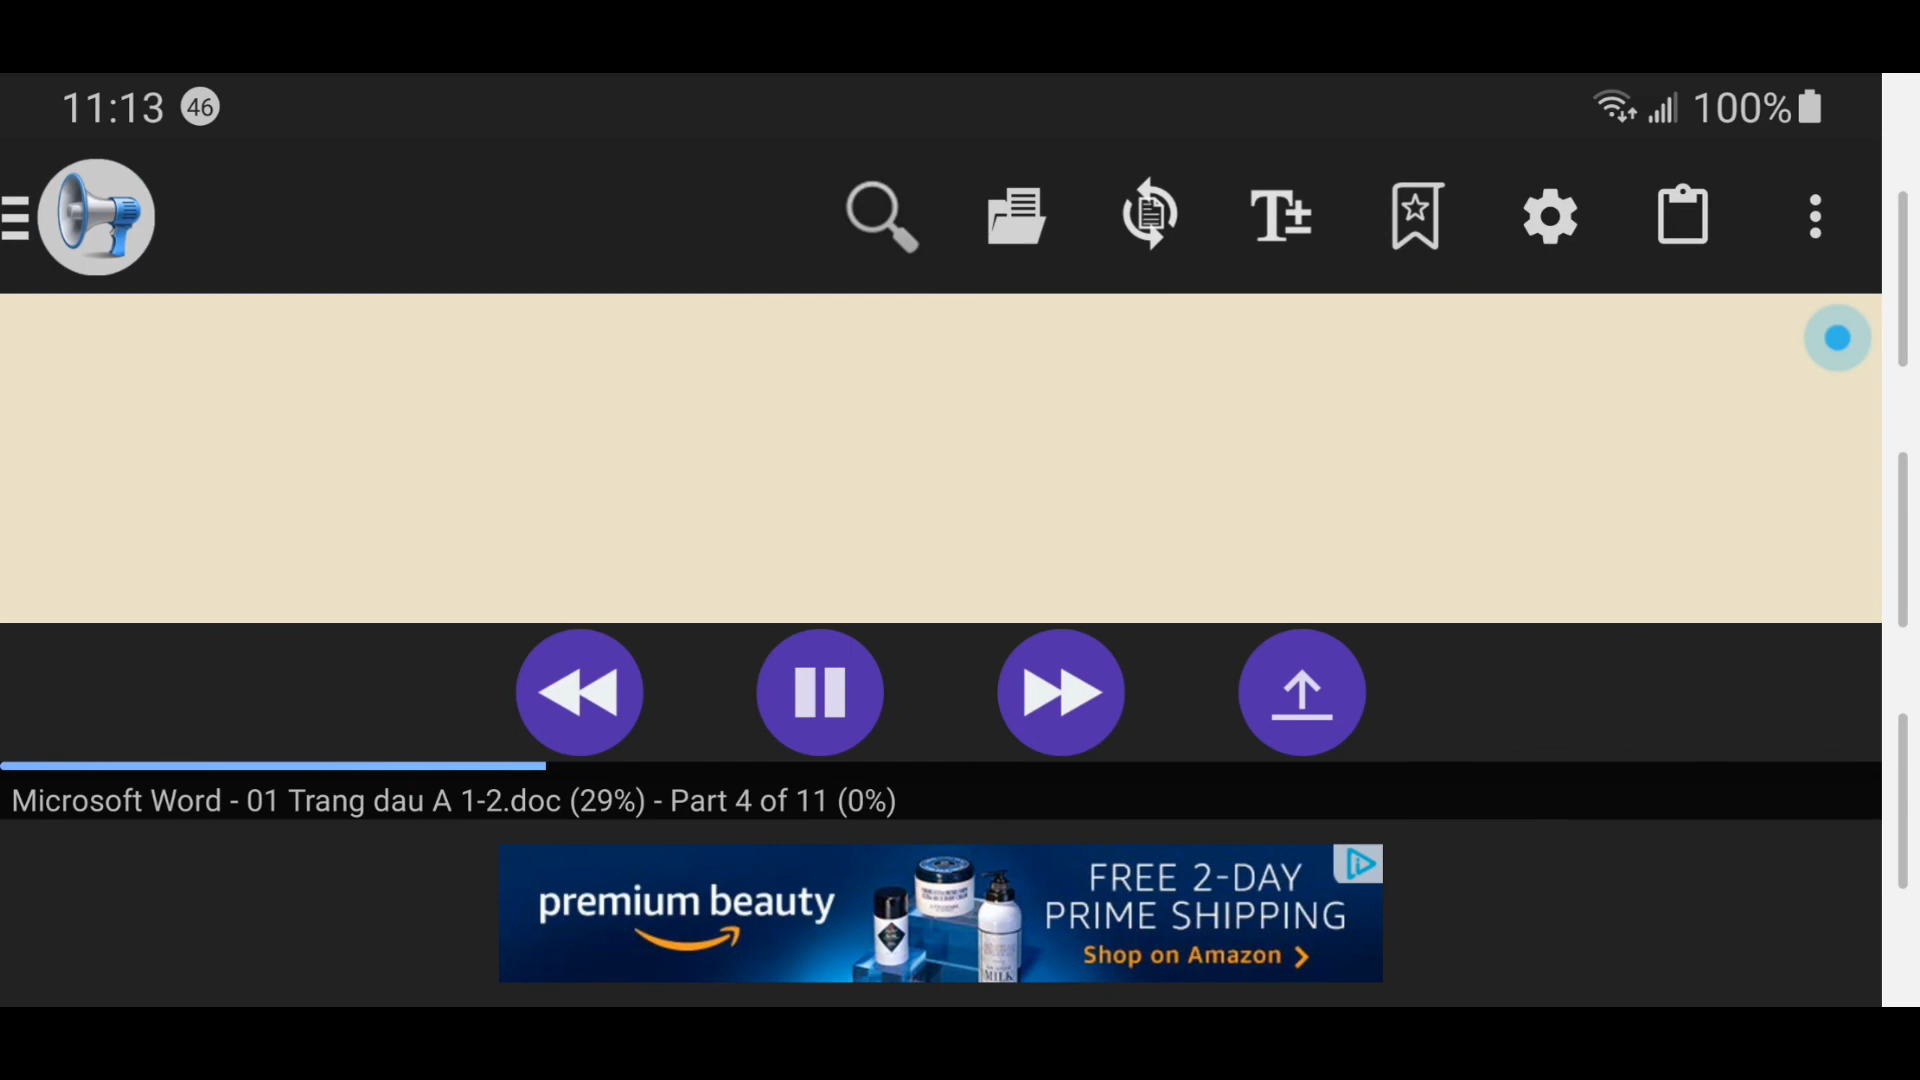 11:13 46 100%
T±
Microsoft Word - 01 Trang dau A 1-2.doc (29%) - Part 4 of 11 (0%)
premium beauty
FREE 2-DAY
PRIME SHIPPING
Shop on Amazon
MILK